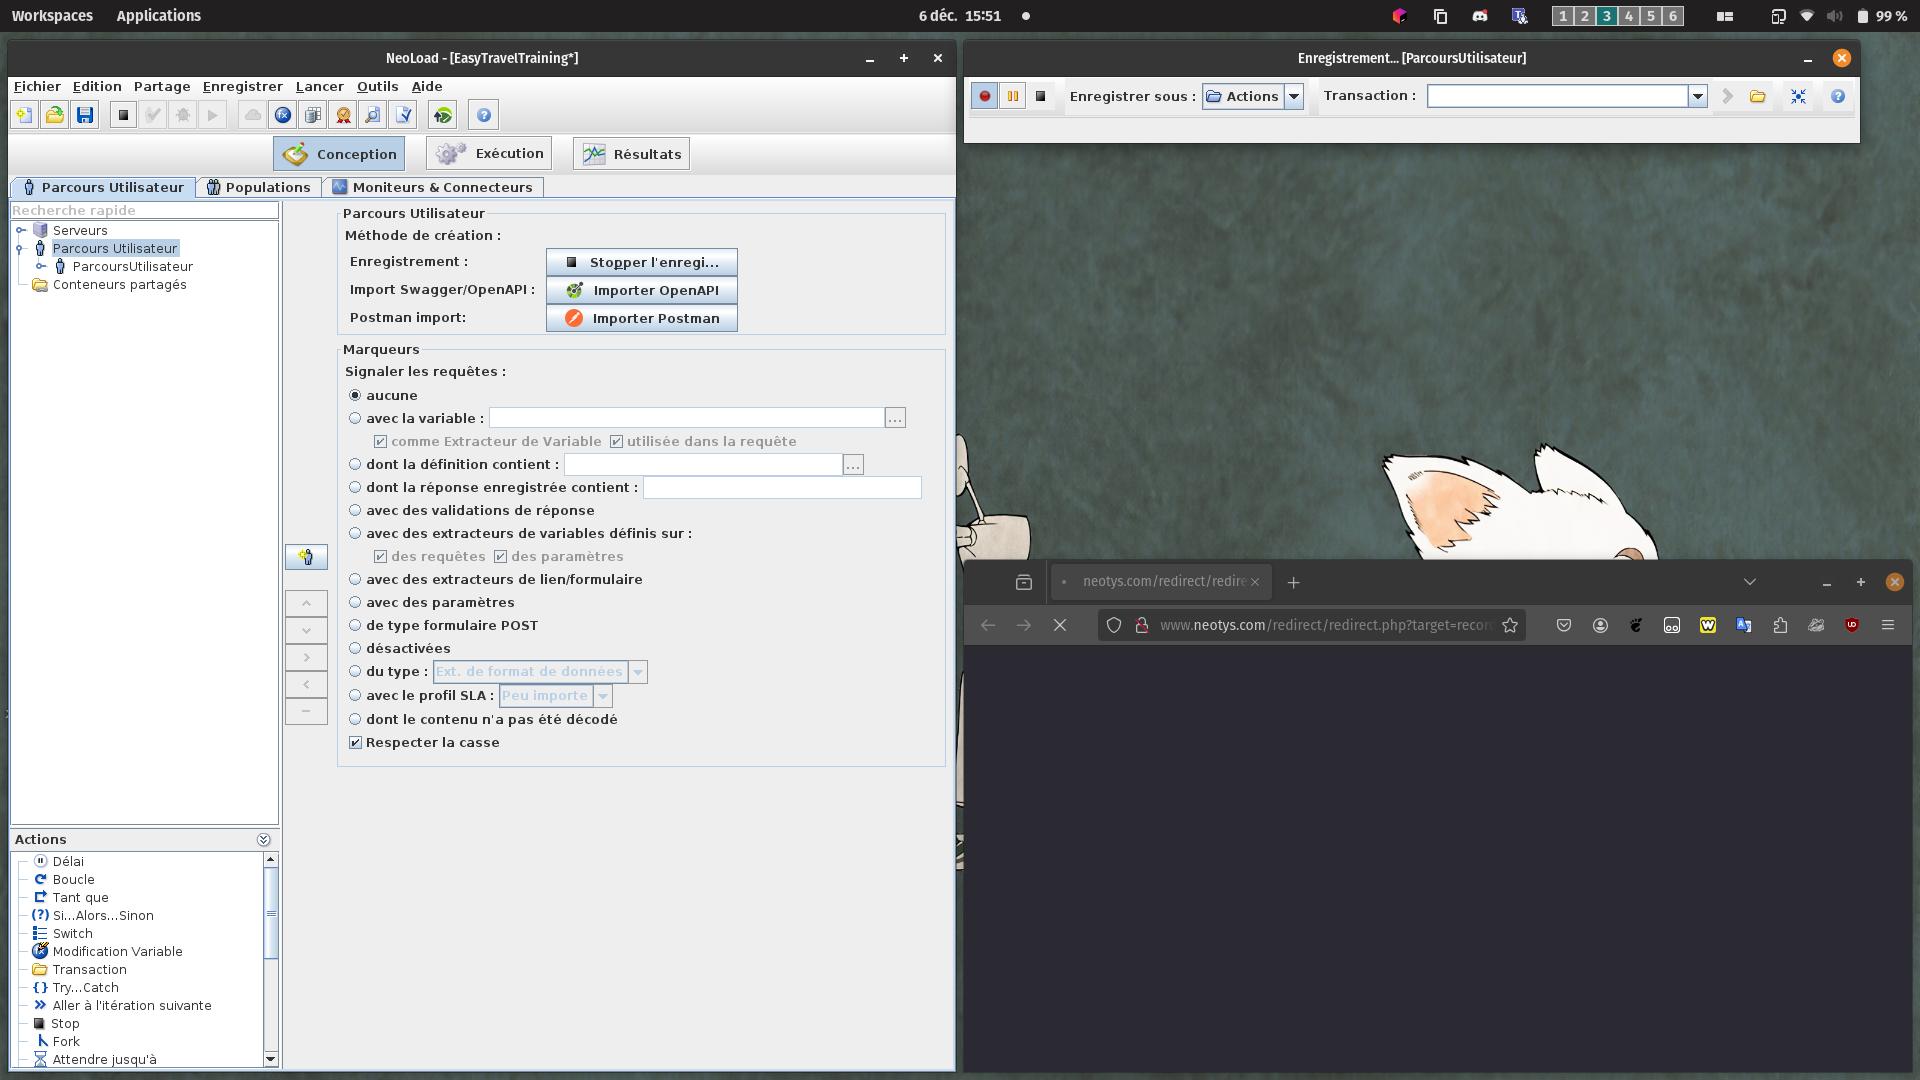 Workspaces Applications 6 déc. 15:51 1 2 3 4 5 6 99 %
NeoLoad - [EasyTravelTraining*]
Fichier Edition Partage Enregistrer Lancer Outils Aide
Conception Exécution Résultats
Parcours Utilisateur Populations Moniteurs & Connecteurs
Recherche rapide
Serveurs
Parcours Utilisateur
ParcoursUtilisateur
Conteneurs partagés
Parcours Utilisateur
Méthode de création :
Enregistrement : Stopper l'enregi...
Import Swagger/OpenAPI : Importer OpenAPI
Postman import: Importer Postman
Marqueurs
Signaler les requêtes :
aucune
avec la variable : ...
comme Extracteur de Variable utilisée dans la requête
dont la définition contient : ...
dont la réponse enregistrée contient :
avec des validations de réponse
avec des extracteurs de variables définis sur :
des requêtes des paramètres
avec des extracteurs de lien/formulaire
avec des paramètres
de type formulaire POST
désactivées
du type : Ext. de format de données
avec le profil SLA : Peu importe
dont le contenu n'a pas été décodé
Respecter la casse
Actions
Délai
Boucle
Tant que
Si...Alors...Sinon
Switch
Modification Variable
Transaction
Try...Catch
Aller à l'itération suivante
Stop
Fork
Attendre jusqu'à
Enregistrement... [ParcoursUtilisateur]
Enregistrer sous : Actions Transaction :
neotys.com/redirect/redire
www.neotys.com/redirect/redirect.php?target=recor